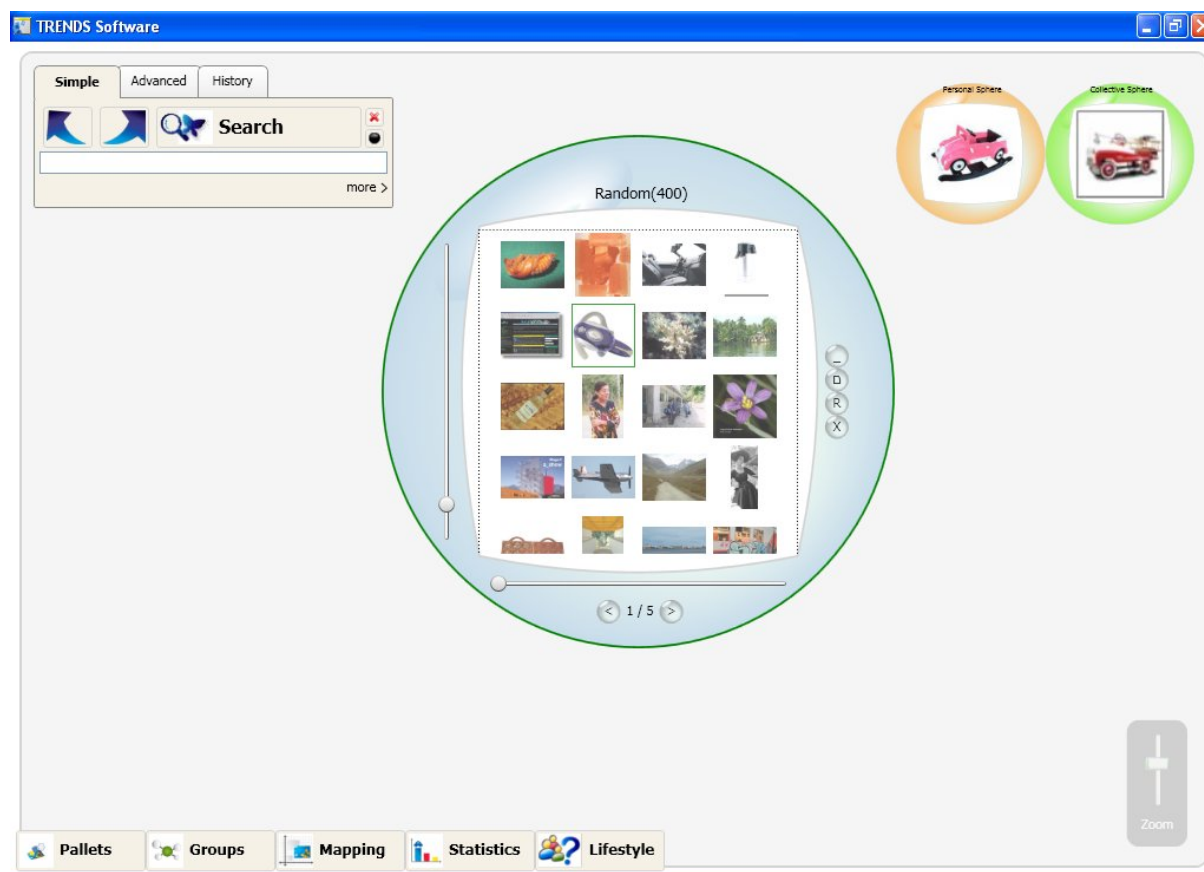 TRENDS Software
Simple
Advanced
History
Search
more >
Personal Sphere
Collective Sphere
Random(400)
R
X
< 1 / 5 >
Zoom
Pallets
Groups
Mapping
Statistics
Lifestyle